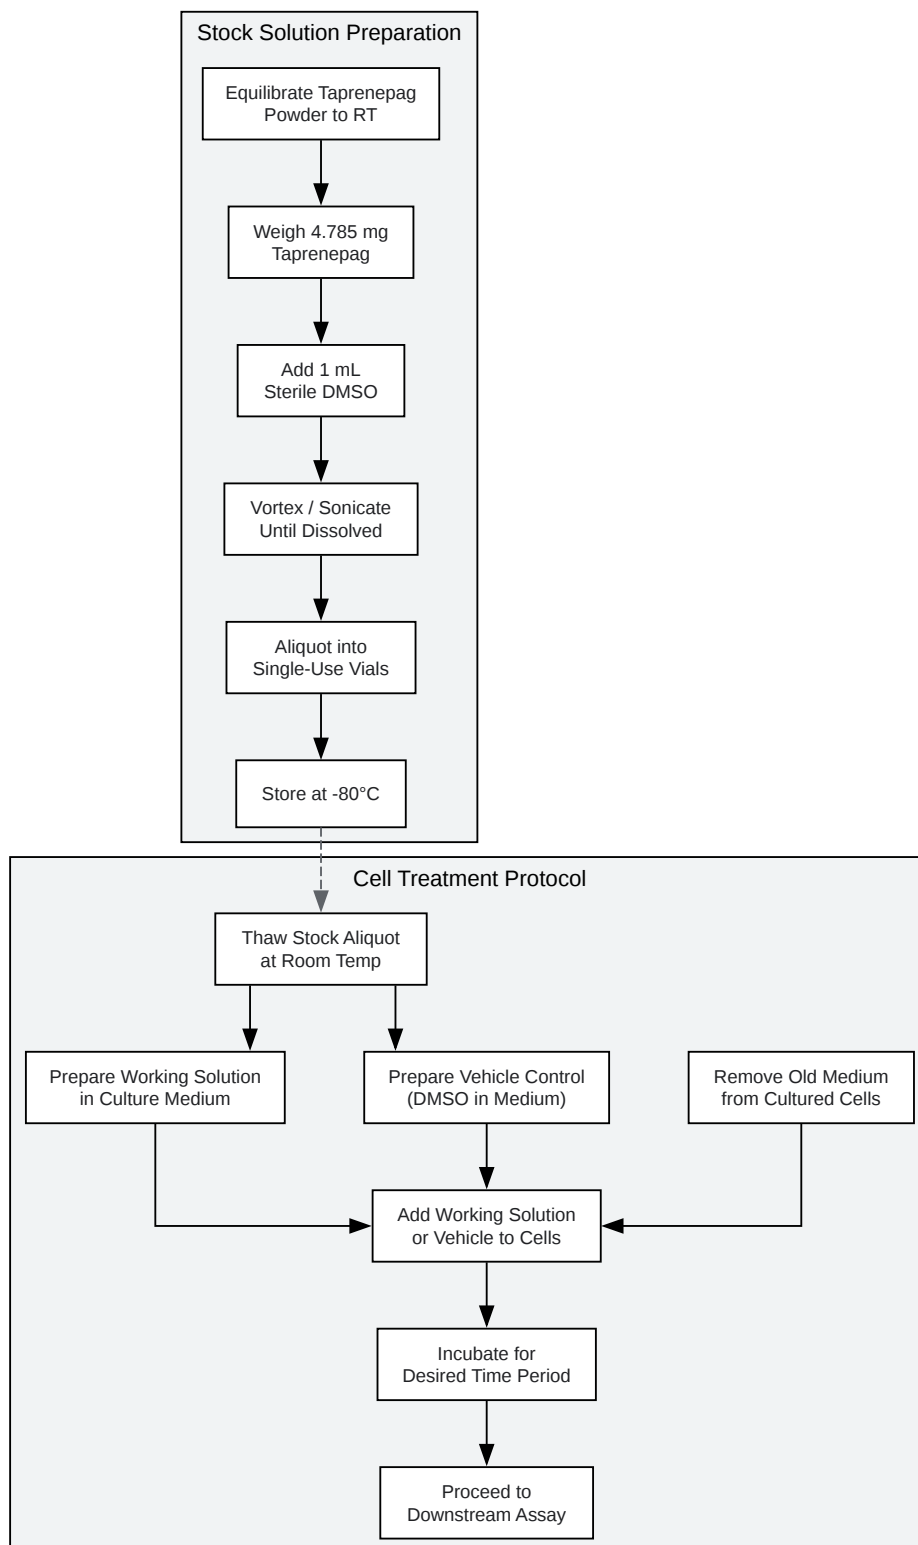 Stock Solution Preparation
Equilibrate Taprenepag
Powder to RT
Weigh 4.785 mg
Taprenepag
Add 1 mL
Sterile DMSO
Vortex / Sonicate
Until Dissolved
Aliquot into
Single-Use Vials
Store at -80°C
Cell Treatment Protocol
Thaw Stock Aliquot
at Room Temp
Prepare Working Solution
in Culture Medium
Prepare Vehicle Control
(DMSO in Medium)
Remove Old Medium
from Cultured Cells
Add Working Solution
or Vehicle to Cells
Incubate for
Desired Time Period
Proceed to
Downstream Assay